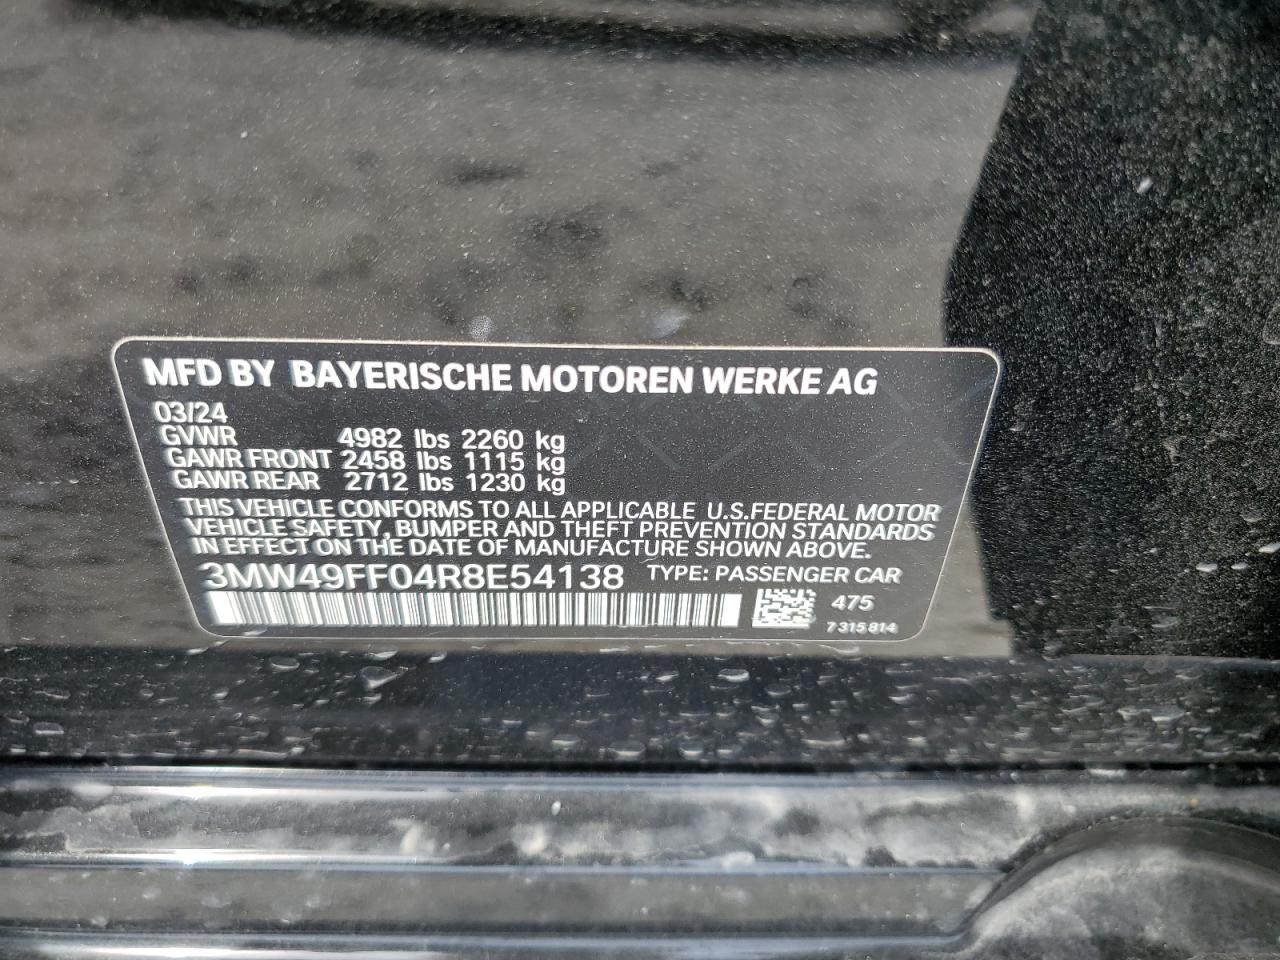 MFD BY BAYERISCHE MOTOREN WERKE AG
03/24
GVWR 4982 lbs 2260 kg
GAWR FRONT 2458 lbs 1115 kg
GAWR REAR 2712 lbs 1230 kg
THIS VEHICLE CONFORMS TO ALL APPLICABLE U.S.FEDERAL MOTOR
VEHICLE SAFETY, BUMPER AND THEFT PREVENTION STANDARDS
IN EFFECT ON THE DATE OF MANUFACTURE SHOWN ABOVE.
3MW49FF04R8E54138 TYPE: PASSENGER CAR
475
7 315 814